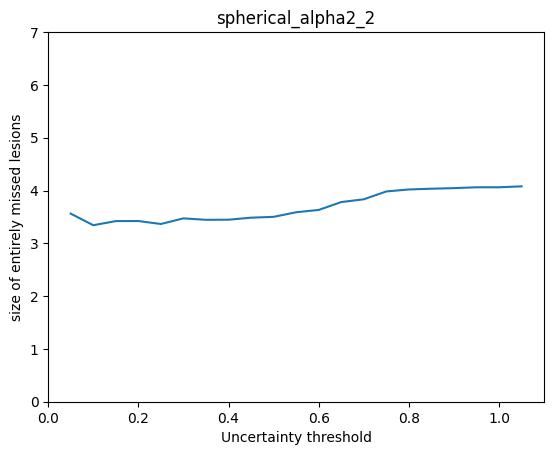 spherical_alpha2_2
7
6
5
4
3
2
1
0
size of entirely missed lesions
0.0 0.2 0.4 0.6 0.8 1.0
Uncertainty threshold